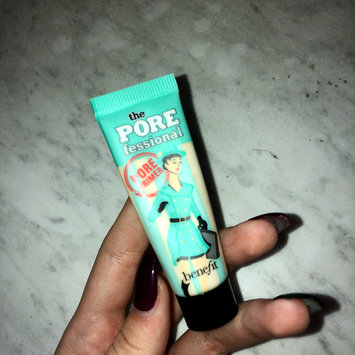 the
PORE
fessional
PORE
PRIMER
benefit